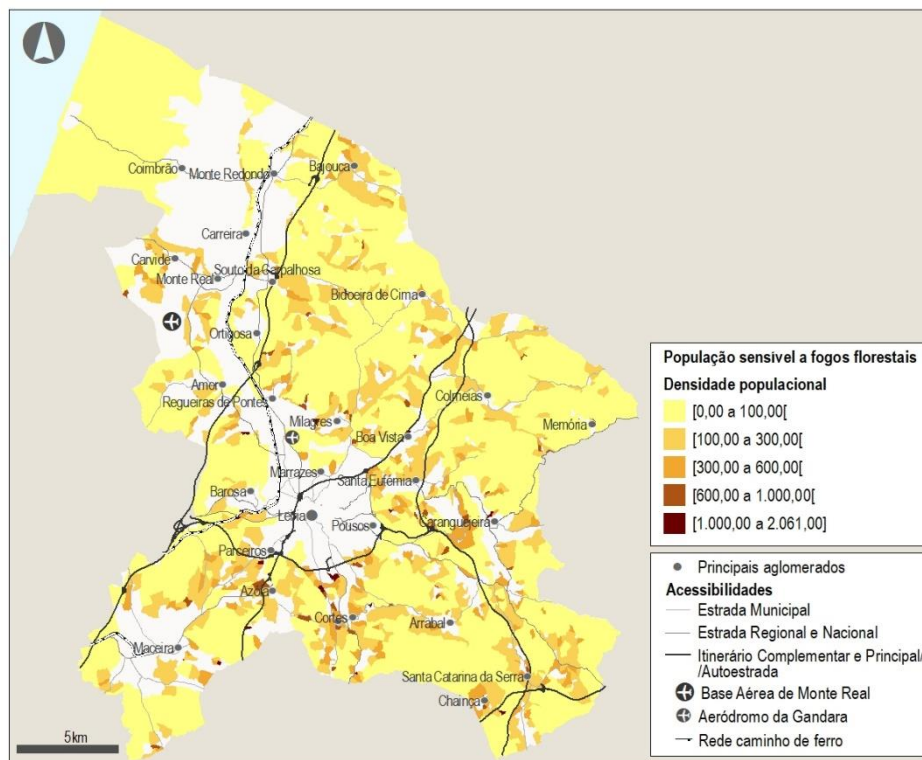 Coimbrão
Monte Redondo
Bajouca
Carreira
Carvide
Souto da Carpalhosa
Monte Real
Bidoeira de Cima
Ortigosa
Amor
Regueiras de Pontes
Colmeias
Milagres
Memória
Boa Vista
Marrazes
Santa Eufémia
Barosa
Leiria
Pousos
Caranguejeira
Parceiros
Azoia
Cortes
Arrabal
Maceira
Santa Catarina da Serra
Chainça
5km
População sensivel a fogos florestais
Densidade populacional
[0,00 a 100,00[
[100,00 a 300,00[
[300,00 a 600,00[
[600,00 a 1.000,00[
[1.000,00 a 2.061,00]
Principais aglomerados
Acessibilidades
Estrada Municipal
Estrada Regional e Nacional
Itinerário Complementar e Principal/
/Autoestrada
Base Aérea de Monte Real
Aeródromo da Gandara
Rede caminho de ferro